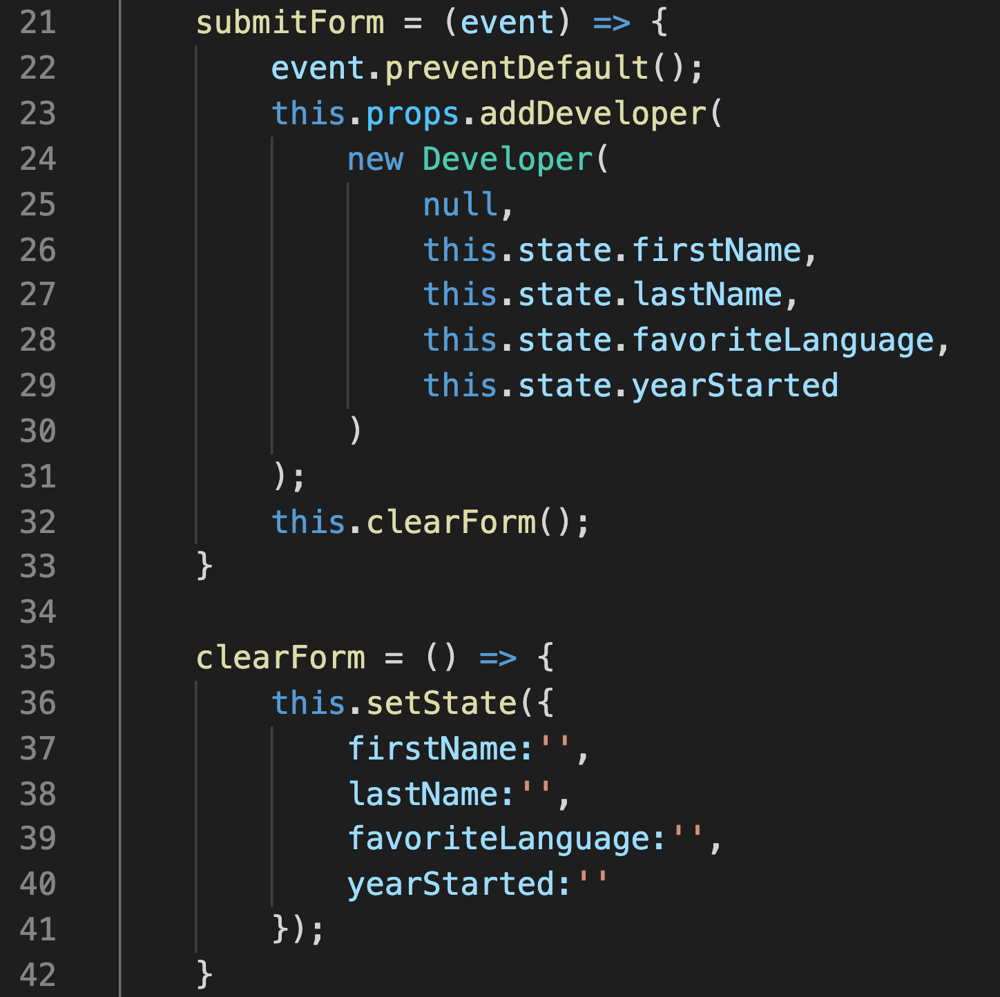 21 submitForm = (event) => {
22 event.preventDefault();
23 this.props.addDeveloper(
24 new Developer(
25 null,
26 this.state.firstName,
27 this.state.lastName,
28 this.state.favoriteLanguage,
29 this.state.yearStarted
30 )
31 );
32 this.clearForm();
33 }
34
35 clearForm = () => {
36 this.setState({
37 firstName:'',
38 lastName:'',
39 favoriteLanguage:'',
40 yearStarted:''
41 });
42 }